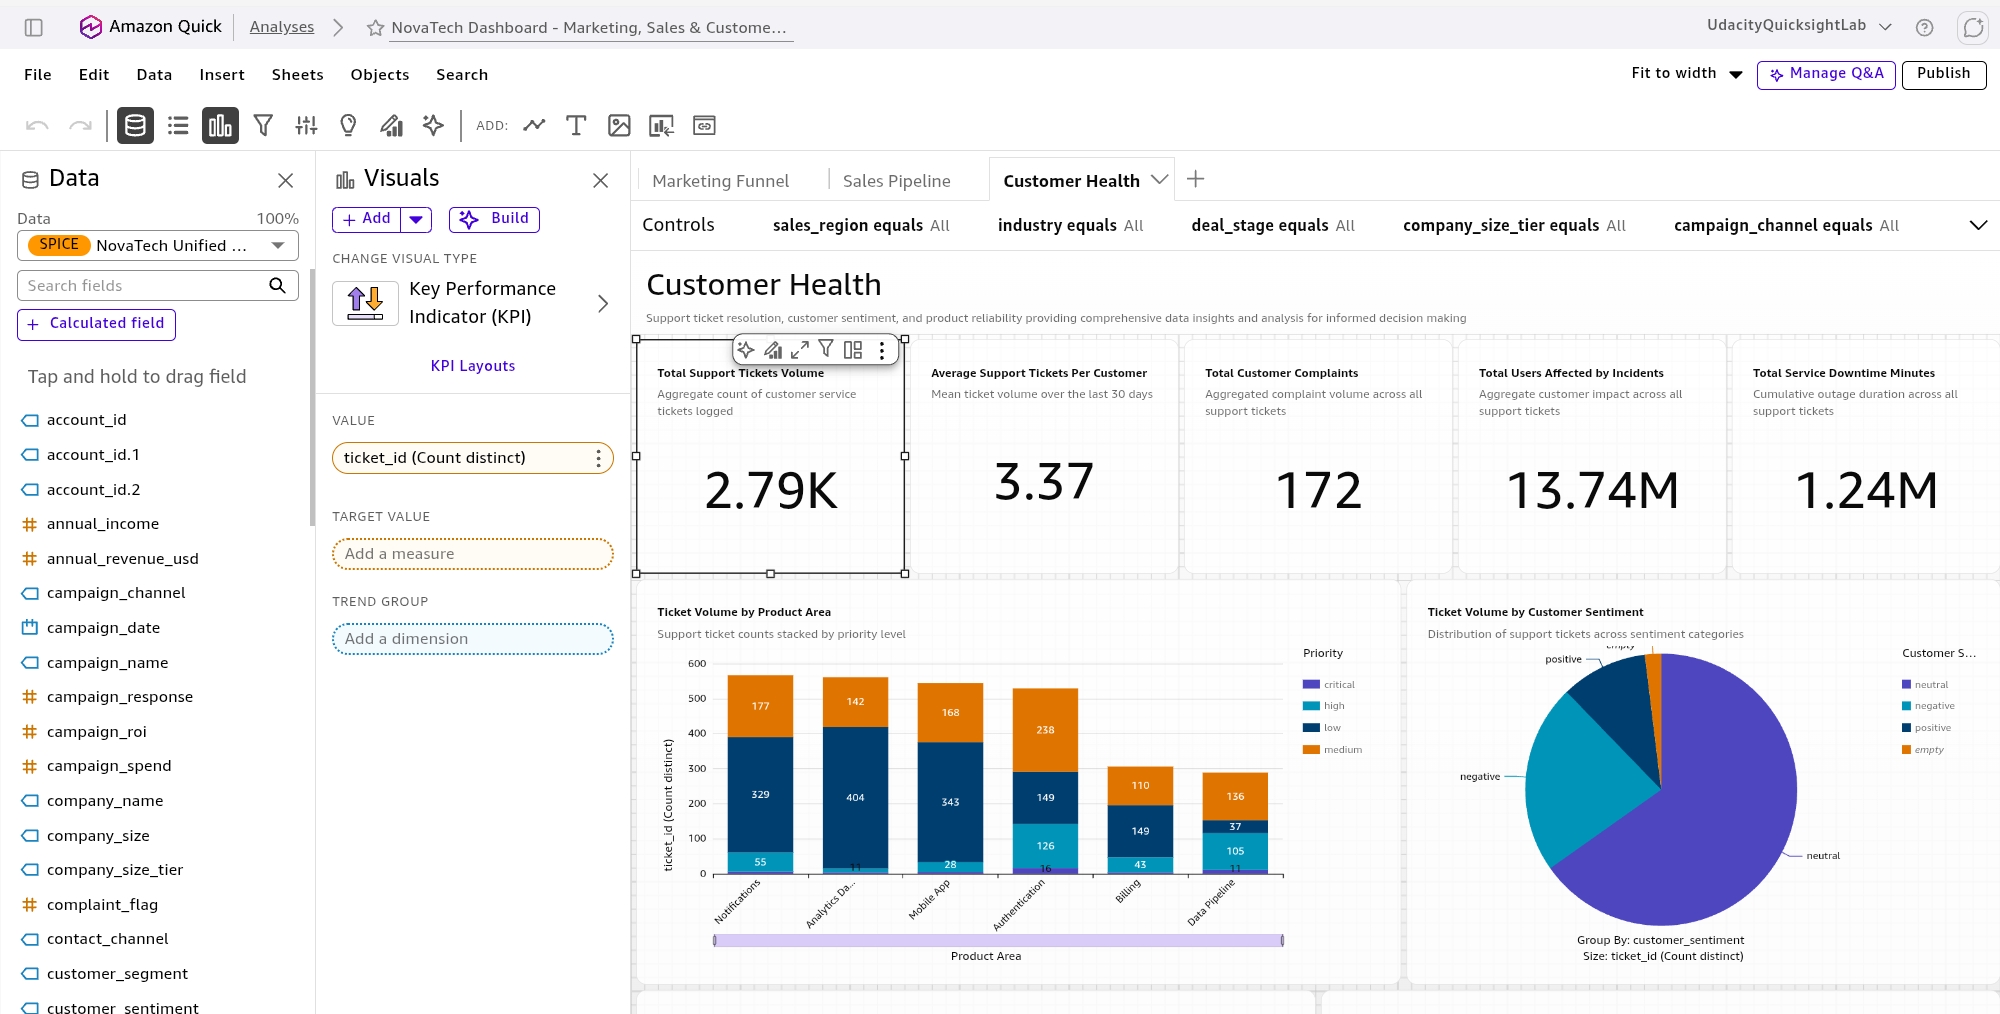 Amazon Quick
Analyses
NovaTech Dashboard - Marketing, Sales & Custome...
UdacityQuicksightLab
File
Edit
Data
Insert
Sheets
Objects
Search
Fit to width
Manage Q&A
Publish
ADD:
Data
Data
100%
SPICE
NovaTech Unified ...
Search fields
Calculated field
Tap and hold to drag field
account_id
account_id.1
account_id.2
annual_income
annual_revenue_usd
campaign_channel
campaign_date
campaign_name
campaign_response
campaign_roi
campaign_spend
company_name
company_size
company_size_tier
complaint_flag
contact_channel
customer_segment
customer_sentiment
Visuals
Add
Build
CHANGE VISUAL TYPE
Key Performance
Indicator (KPI)
KPI Layouts
VALUE
ticket_id (Count distinct)
TARGET VALUE
Add a measure
TREND GROUP
Add a dimension
Marketing Funnel
Sales Pipeline
Customer Health
Controls
sales_region equals All
industry equals All
deal_stage equals All
company_size_tier equals All
campaign_channel equals All
Customer Health
Support ticket resolution, customer sentiment, and product reliability providing comprehensive data insights and analysis for informed decision making
Total Support Tickets Volume
Aggregate count of customer service
tickets logged
2.79K
Average Support Tickets Per Customer
Mean ticket volume over the last 30 days
3.37
Total Customer Complaints
Aggregated complaint volume across all
support tickets
172
Total Users Affected by Incidents
Aggregate customer impact across all
support tickets
13.74M
Total Service Downtime Minutes
Cumulative outage duration across all
support tickets
1.24M
Ticket Volume by Product Area
Support ticket counts stacked by priority level
ticket_id (Count distinct)
600
500
400
300
200
100
0
177
329
55
142
404
11
168
343
28
238
149
126
16
110
149
43
136
37
105
11
Notifications
Analytics Da...
Mobile App
Authentication
Billing
Data Pipeline
Product Area
Priority
critical
high
low
medium
Ticket Volume by Customer Sentiment
Distribution of support tickets across sentiment categories
empty
positive
negative
neutral
Group By: customer_sentiment
Size: ticket_id (Count distinct)
Customer S...
neutral
negative
positive
empty